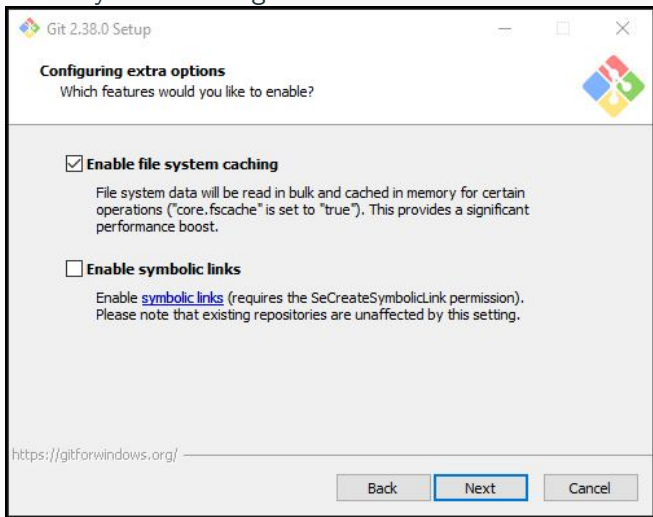 Git 2.38.0 Setup
Configuring extra options
Which features would you like to enable?
Enable file system caching
File system data will be read in bulk and cached in memory for certain
operations ("core.fscache" is set to "true"). This provides a significant
performance boost.
Enable symbolic links
Enable symbolic links (requires the SeCreateSymbolicLink permission).
Please note that existing repositories are unaffected by this setting.
https://gitforwindows.org/
Back Next Cancel